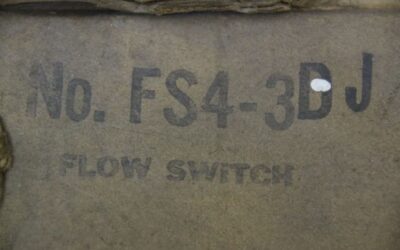 No. FS4-3DJ
FLOW SWITCH